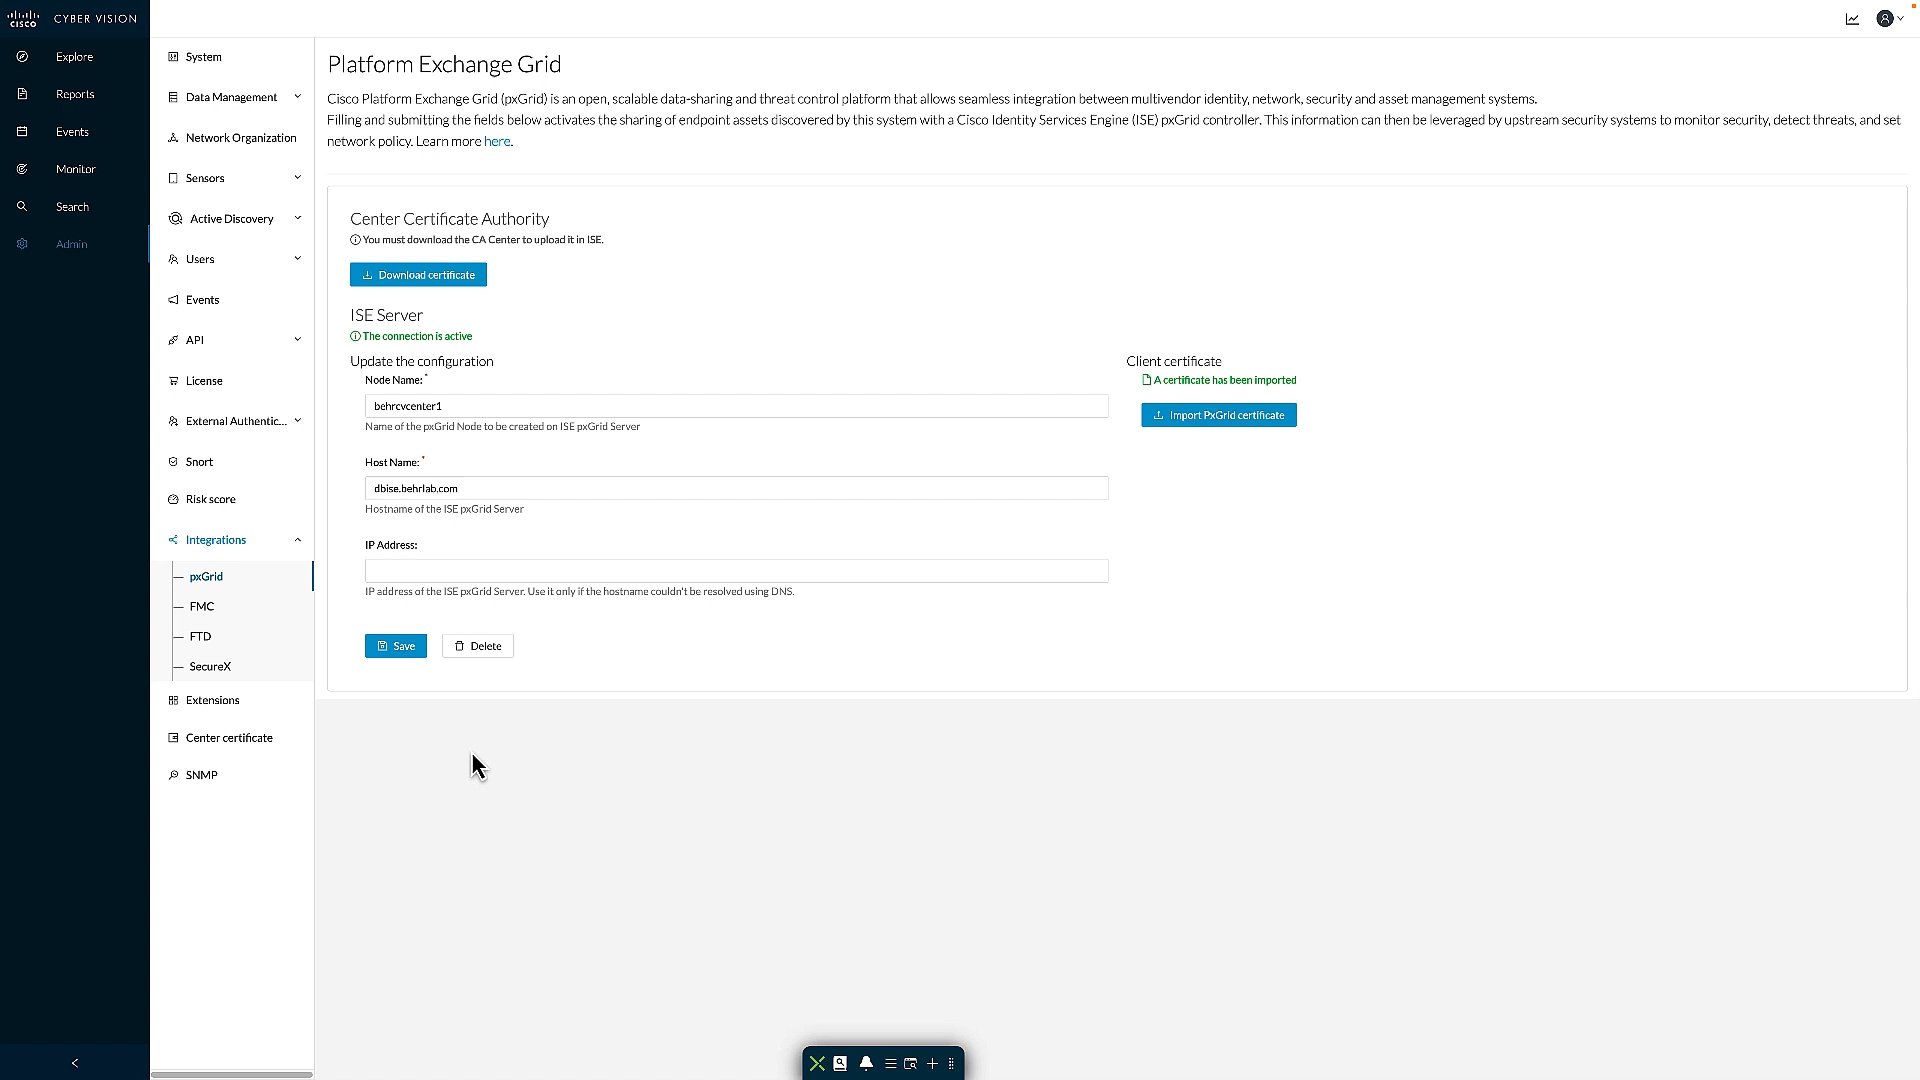 CISCO CYBER VISION
Explore
Reports
Events
Monitor
Search
Admin
System
Data Management
Network Organization
Sensors
Active Discovery
Users
Events
API
License
External Authentic...
Snort
Risk score
Integrations
pxGrid
FMC
FTD
SecureX
Extensions
Center certificate
SNMP
Platform Exchange Grid
Cisco Platform Exchange Grid (pxGrid) is an open, scalable data-sharing and threat control platform that allows seamless integration between multivendor identity, network, security and asset management systems.
Filling and submitting the fields below activates the sharing of endpoint assets discovered by this system with a Cisco Identity Services Engine (ISE) pxGrid controller. This information can then be leveraged by upstream security systems to monitor security, detect threats, and set
network policy. Learn more here.
Center Certificate Authority
You must download the CA Center to upload it in ISE.
Download certificate
ISE Server
The connection is active
Update the configuration
Node Name: *
behrcvcenter1
Name of the pxGrid Node to be created on ISE pxGrid Server
Host Name: *
dbise.behrlab.com
Hostname of the ISE pxGrid Server
IP Address:
IP address of the ISE pxGrid Server. Use it only if the hostname couldn't be resolved using DNS.
Save Delete
Client certificate
A certificate has been imported
Import PxGrid certificate